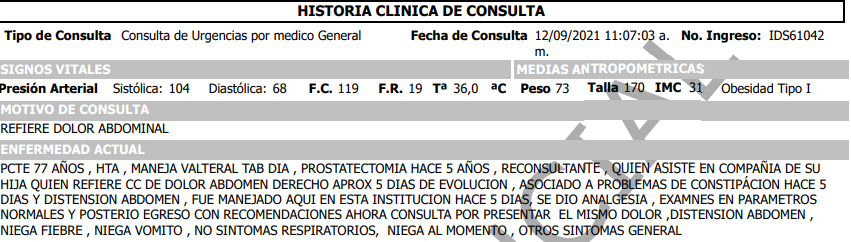 HISTORIA CLINICA DE CONSULTA
Tipo de Consulta Consulta de Urgencias por medico General Fecha de Consulta 12/09/2021 11:07:03 a. m. No. Ingreso: IDS61042
SIGNOS VITALES MEDIAS ANTROPOMETRICAS
Presión Arterial Sistólica: 104 Diastólica: 68 F.C. 119 F.R. 19 Tª 36,0 ªC Peso 73 Talla 170 IMC 31 Obesidad Tipo I
MOTIVO DE CONSULTA
REFIERE DOLOR ABDOMINAL
ENFERMEDAD ACTUAL
PCTE 77 AÑOS , HTA , MANEJA VALTERAL TAB DIA , PROSTATECTOMIA HACE 5 AÑOS , RECONSULTANTE , QUIEN ASISTE EN COMPAÑIA DE SU
HIJA QUIEN REFIERE CC DE DOLOR ABDOMEN DERECHO APROX 5 DIAS DE EVOLUCION , ASOCIADO A PROBLEMAS DE CONSTIPÁCION HACE 5
DIAS Y DISTENSION ABDOMEN , FUE MANEJADO AQUI EN ESTA INSTITUCION HACE 5 DIAS, SE DIO ANALGESIA , EXAMNES EN PARAMETROS
NORMALES Y POSTERIO EGRESO CON RECOMENDACIONES AHORA CONSULTA POR PRESENTAR EL MISMO DOLOR ,DISTENSION ABDOMEN ,
NIEGA FIEBRE , NIEGA VOMITO , NO SINTOMAS RESPIRATORIOS, NIEGA AL MOMENTO , OTROS SINTOMAS GENERAL